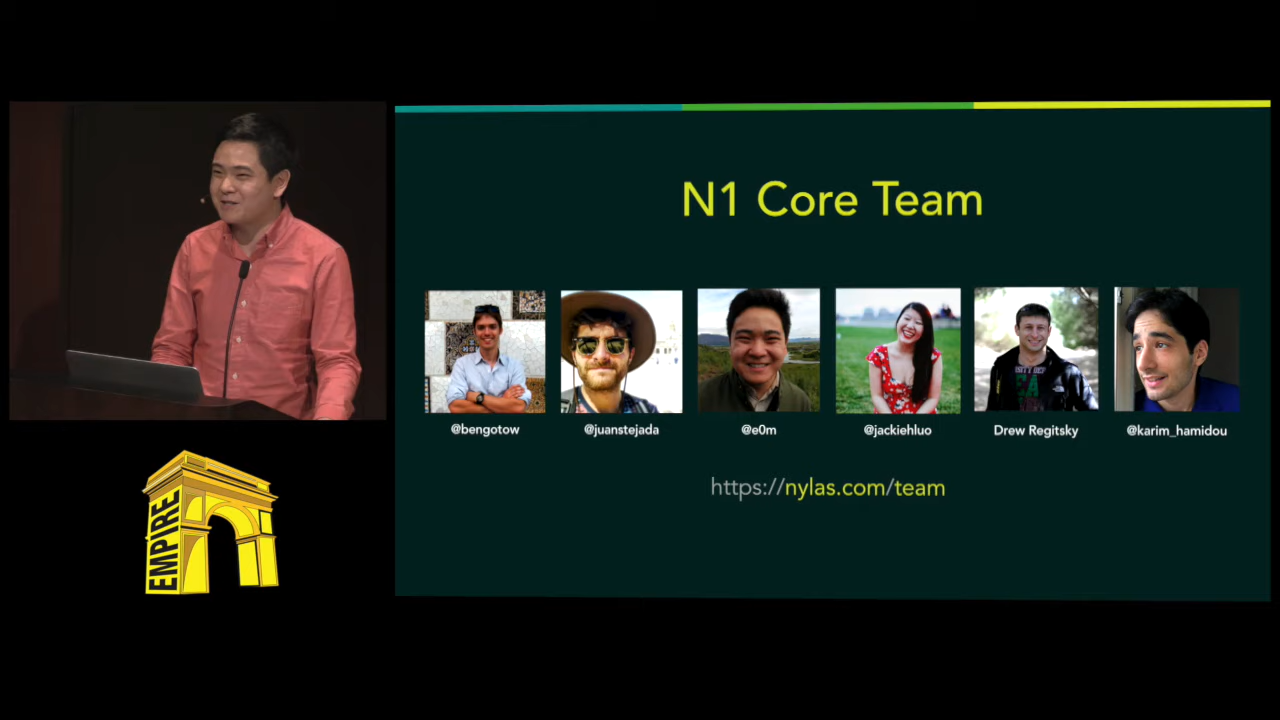 N1 Core Team
@bengotow
@juanstejada
@e0m
@jackiehluo
Drew Regitsky
@karim_hamidou
https://nylas.com/team
EMPIRE